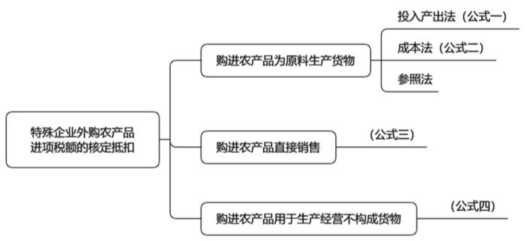 特殊企业外购农产品
进项税额的核定抵扣
购进农产品为原料生产货物
投入产出法（公式一）
成本法（公式二）
参照法
购进农产品直接销售
（公式三）
购进农产品用于生产经营不构成货物
（公式四）